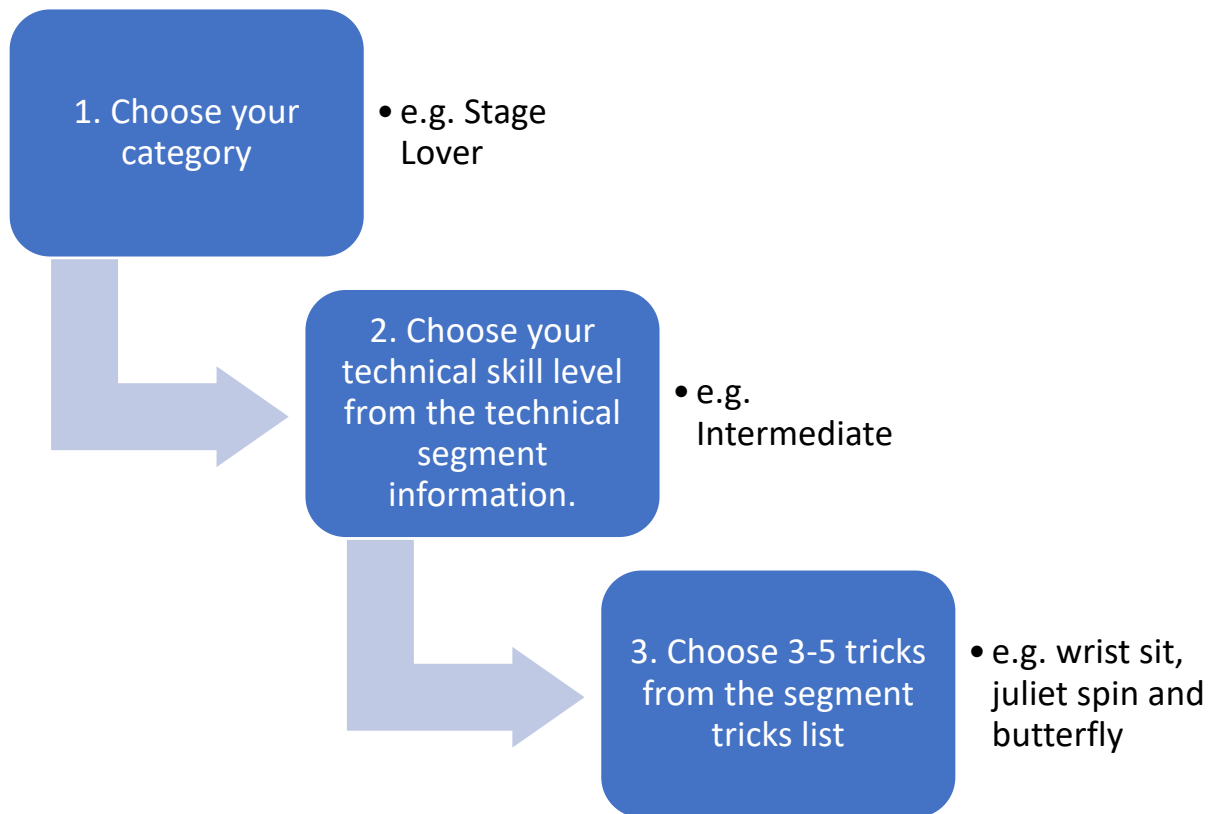 1. Choose your
category
• e.g. Stage
Lover
2. Choose your
technical skill level
from the technical
segment
information.
• e.g.
Intermediate
3. Choose 3-5 tricks
from the segment
tricks list
• e.g. wrist sit,
juliet spin and
butterfly